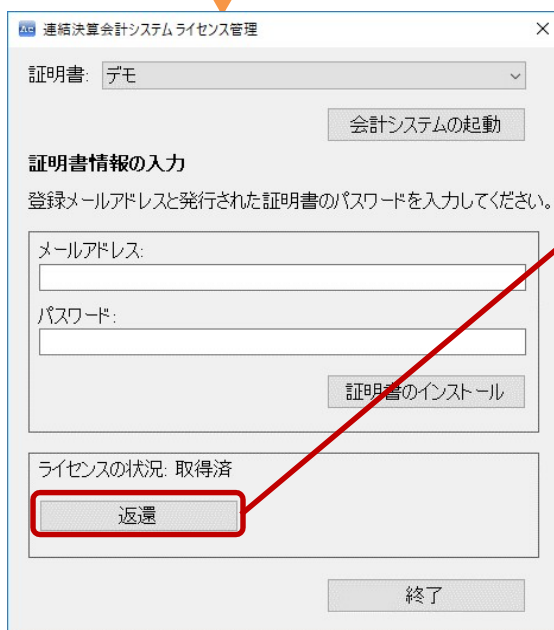 Ac 連結決算会計システム ライセンス管理
証明書: デモ
会計システムの起動
証明書情報の入力
登録メールアドレスと発行された証明書のパスワードを入力してください。
メールアドレス:
パスワード:
証明書のインストール
ライセンスの状況: 取得済
返還
終了